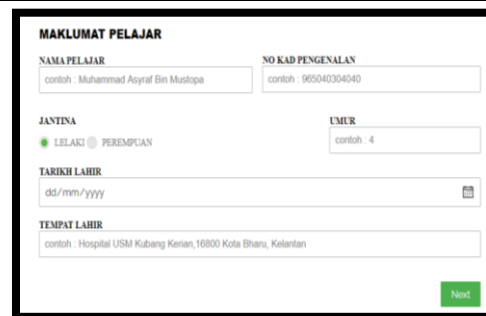 MAKLUMAT PELAJAR
NAMA PELAJAR NO KAD PENGENALAN
contoh : Muhammad Asyraf Bin Mustopa contoh : 965040304040
JANTINA UMUR
LELAKI PEREMPUAN contoh : 4
TARIKH LAHIR
dd/mm/yyyy
TEMPAT LAHIR
contoh : Hospital USM Kubang Kerian,16800 Kota Bharu, Kelantan
Next